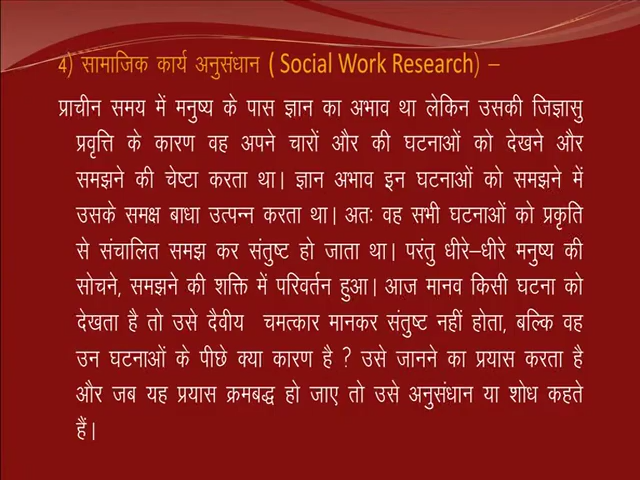 4) सामाजिक कार्य अनुसंधान ( Social Work Research) –
प्राचीन समय में मनुष्य के पास ज्ञान का अभाव था लेकिन उसकी जिज्ञासु
प्रवृत्ति के कारण वह अपने चारों और की घटनाओं को देखने और
समझने की चेष्टा करता था। ज्ञान अभाव इन घटनाओं को समझने में
उसके समक्ष बाधा उत्पन्न करता था। अतः वह सभी घटनाओं को प्रकृति
से संचालित समझ कर संतुष्ट हो जाता था। परंतु धीरे–धीरे मनुष्य की
सोचने, समझने की शक्ति में परिवर्तन हुआ। आज मानव किसी घटना को
देखता है तो उसे दैवीय चमत्कार मानकर संतुष्ट नहीं होता, बल्कि वह
उन घटनाओं के पीछे क्या कारण है ? उसे जानने का प्रयास करता है
और जब यह प्रयास क्रमबद्ध हो जाए तो उसे अनुसंधान या शोध कहते
हैं।